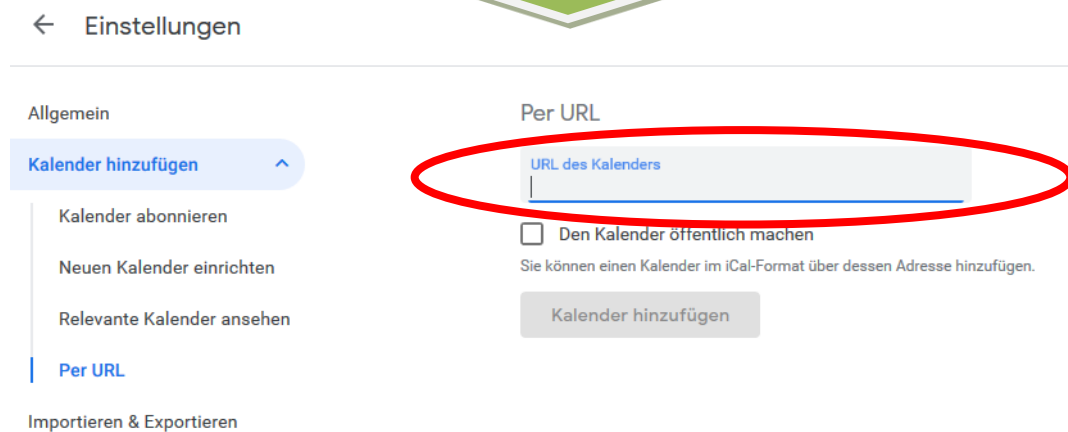 Einstellungen
Allgemein
Kalender hinzufügen
Kalender abonnieren
Neuen Kalender einrichten
Relevante Kalender ansehen
Per URL
Importieren & Exportieren
Per URL
URL des Kalenders
Den Kalender öffentlich machen
Sie können einen Kalender im iCal-Format über dessen Adresse hinzufügen.
Kalender hinzufügen